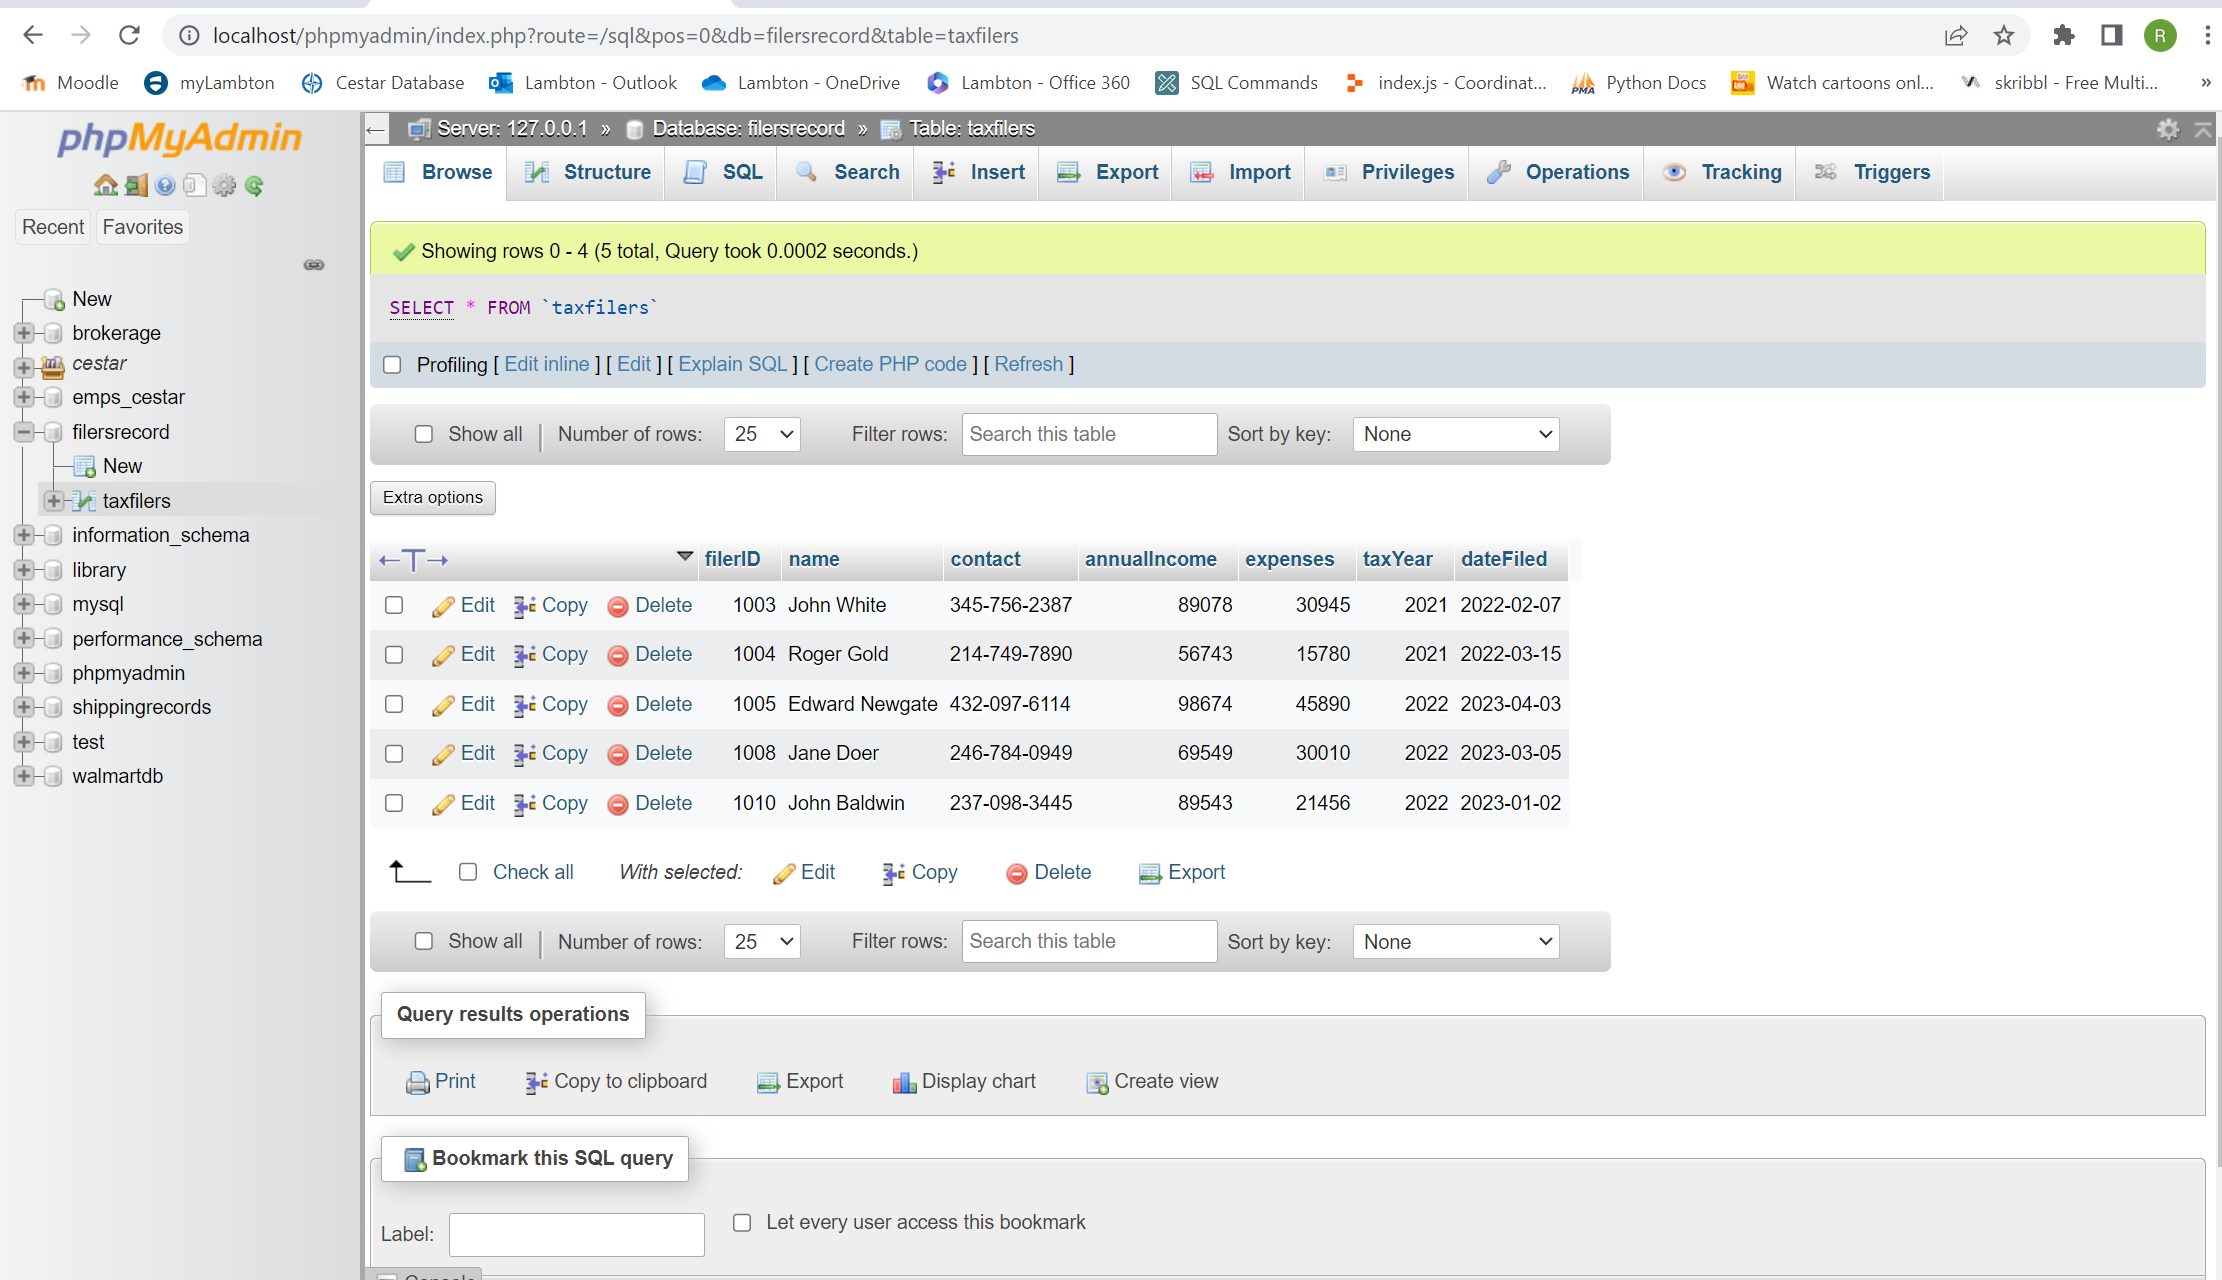 localhost/phpmyadmin/index.php?route=/sql&pos=0&db=filersrecord&table=taxfilers
R
Moodle myLambton Cestar Database Lambton - Outlook Lambton - OneDrive Lambton - Office 360 SQL Commands index.js - Coordinat... Python Docs Watch cartoons onl... skribbl - Free Multi... »
phpMyAdmin
Recent Favorites
New
brokerage
cestar
emps_cestar
filersrecord
New
taxfilers
information_schema
library
mysql
performance_schema
phpmyadmin
shippingrecords
test
walmartdb
Server: 127.0.0.1 » Database: filersrecord » Table: taxfilers
Browse Structure SQL Search Insert Export Import Privileges Operations Tracking Triggers
Showing rows 0 - 4 (5 total, Query took 0.0002 seconds.)
SELECT * FROM `taxfilers`
Profiling [ Edit inline ] [ Edit ] [ Explain SQL ] [ Create PHP code ] [ Refresh ]
Show all | Number of rows: 25 Filter rows: Search this table Sort by key: None
Extra options
←T→ filerID name contact annualIncome expenses taxYear dateFiled
Edit Copy Delete 1003 John White 345-756-2387 89078 30945 2021 2022-02-07
Edit Copy Delete 1004 Roger Gold 214-749-7890 56743 15780 2021 2022-03-15
Edit Copy Delete 1005 Edward Newgate 432-097-6114 98674 45890 2022 2023-04-03
Edit Copy Delete 1008 Jane Doer 246-784-0949 69549 30010 2022 2023-03-05
Edit Copy Delete 1010 John Baldwin 237-098-3445 89543 21456 2022 2023-01-02
Check all With selected: Edit Copy Delete Export
Show all | Number of rows: 25 Filter rows: Search this table Sort by key: None
Query results operations
Print Copy to clipboard Export Display chart Create view
Bookmark this SQL query
Label: Let every user access this bookmark
Console